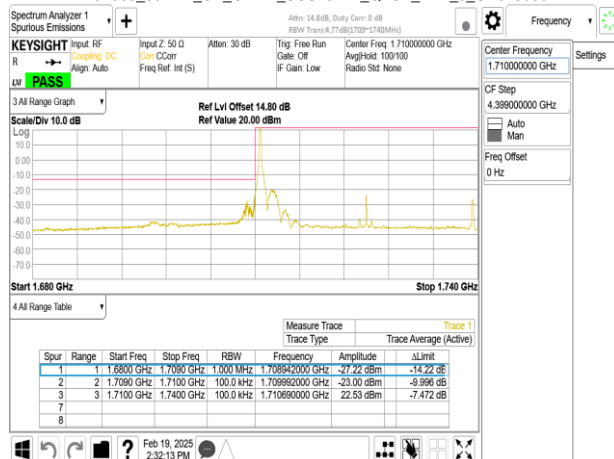 Spectrum Analyzer 1
Spurious Emissions
+
Attn: 14.8dB, Duty Corr: 0 dB
RBW Trans:4.77dB(1709~1740MHz)
Frequency
Settings
KEYSIGHT
R
LXI
PASS
Input: RF
Coupling: DC
Align: Auto
Input Z: 50 Ω
Corr CCorr
Freq Ref: Int (S)
Atten: 30 dB
Trig: Free Run
Gate: Off
IF Gain: Low
Center Freq: 1.710000000 GHz
Avg|Hold: 100/100
Radio Std: None
Center Frequency
1.710000000 GHz
CF Step
4.399000000 GHz
Auto
Man
Freq Offset
0 Hz
3 All Range Graph
Scale/Div 10.0 dB
Ref Lvl Offset 14.80 dB
Ref Value 20.00 dBm
Log
10.0
0.00
-10.0
-20.0
-30.0
-40.0
-50.0
-60.0
-70.0
Start 1.680 GHz
Stop 1.740 GHz
4 All Range Table
Measure Trace Trace 1
Trace Type Trace Average (Active)
Spur Range Start Freq Stop Freq RBW Frequency Amplitude ΔLimit
1 1 1.6800 GHz 1.7090 GHz 1.000 MHz 1.708942000 GHz -27.22 dBm -14.22 dB
2 2 1.7090 GHz 1.7100 GHz 100.0 kHz 1.709992000 GHz -23.00 dBm -9.996 dB
3 3 1.7100 GHz 1.7400 GHz 100.0 kHz 1.710690000 GHz 22.53 dBm -7.472 dB
7
8
?
Feb 19, 2025
2:32:13 PM